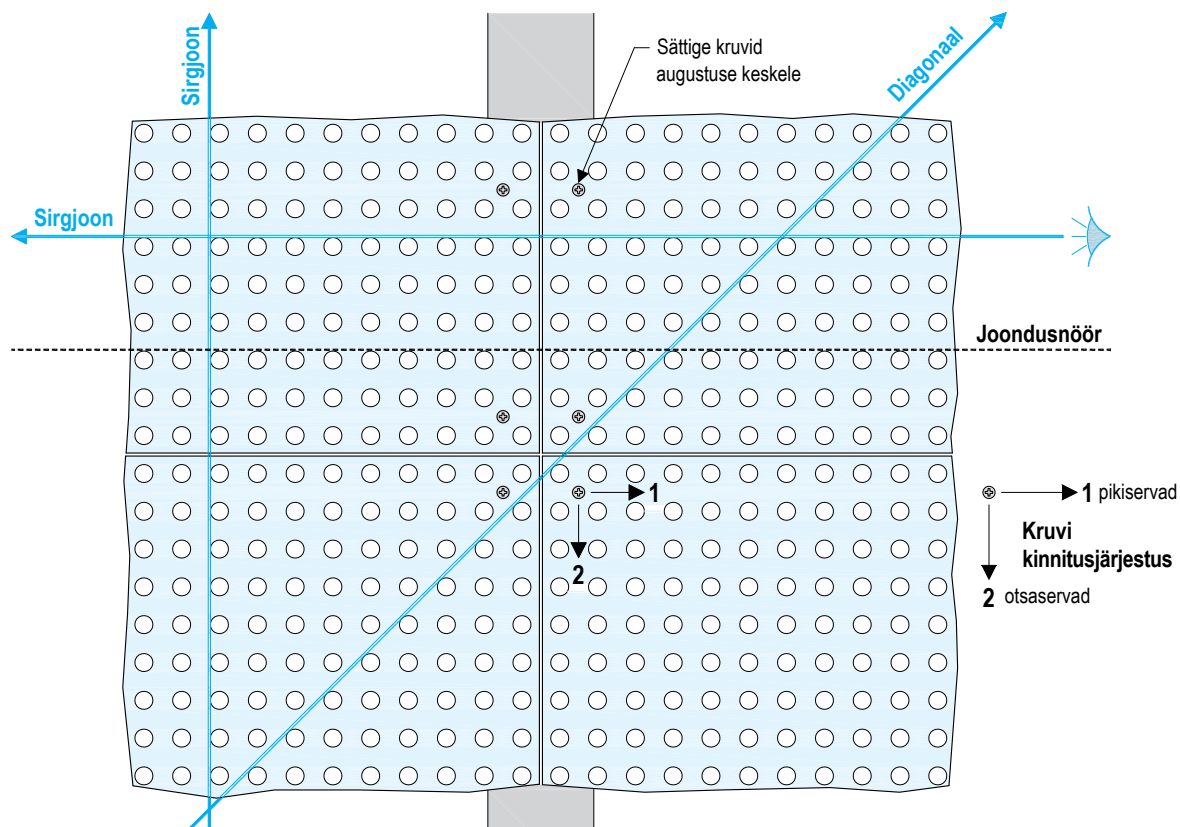 Sirgjoon
Sättige kruvid
augustuse keskele
Diagonaal
Sirgjoon
Joondusnöör
1
2
1 pikiservad
Kruvi
kinnitusjärjestus
2 otsaservad